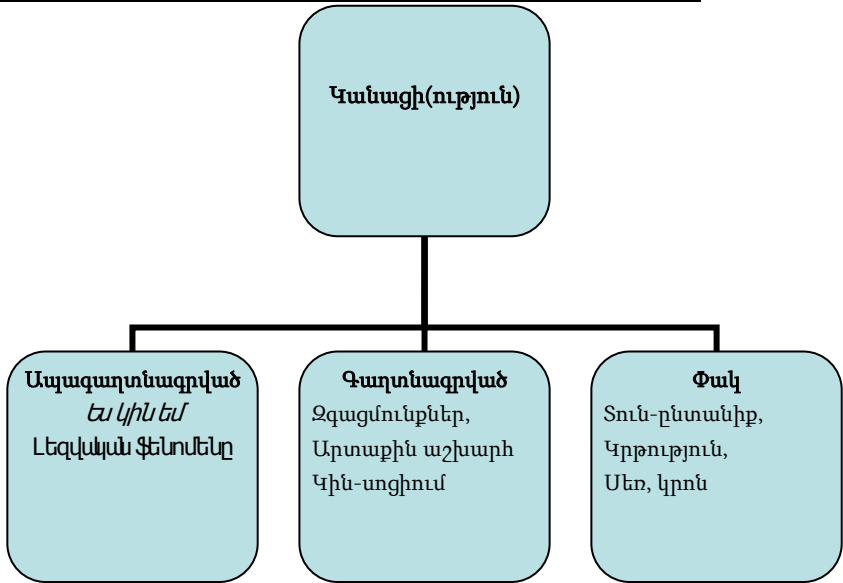 Կանացի(ություն)
Ապագաղտնագրված
Ես կին եմ
Լեզվական ֆենոմենը
Գաղտնագրված
Զգացմունքներ,
Արտաքին աշխարհ
Կին-սոցիում
Փակ
Տուն-ընտանիք,
Կրթություն,
Սեռ, կրոն